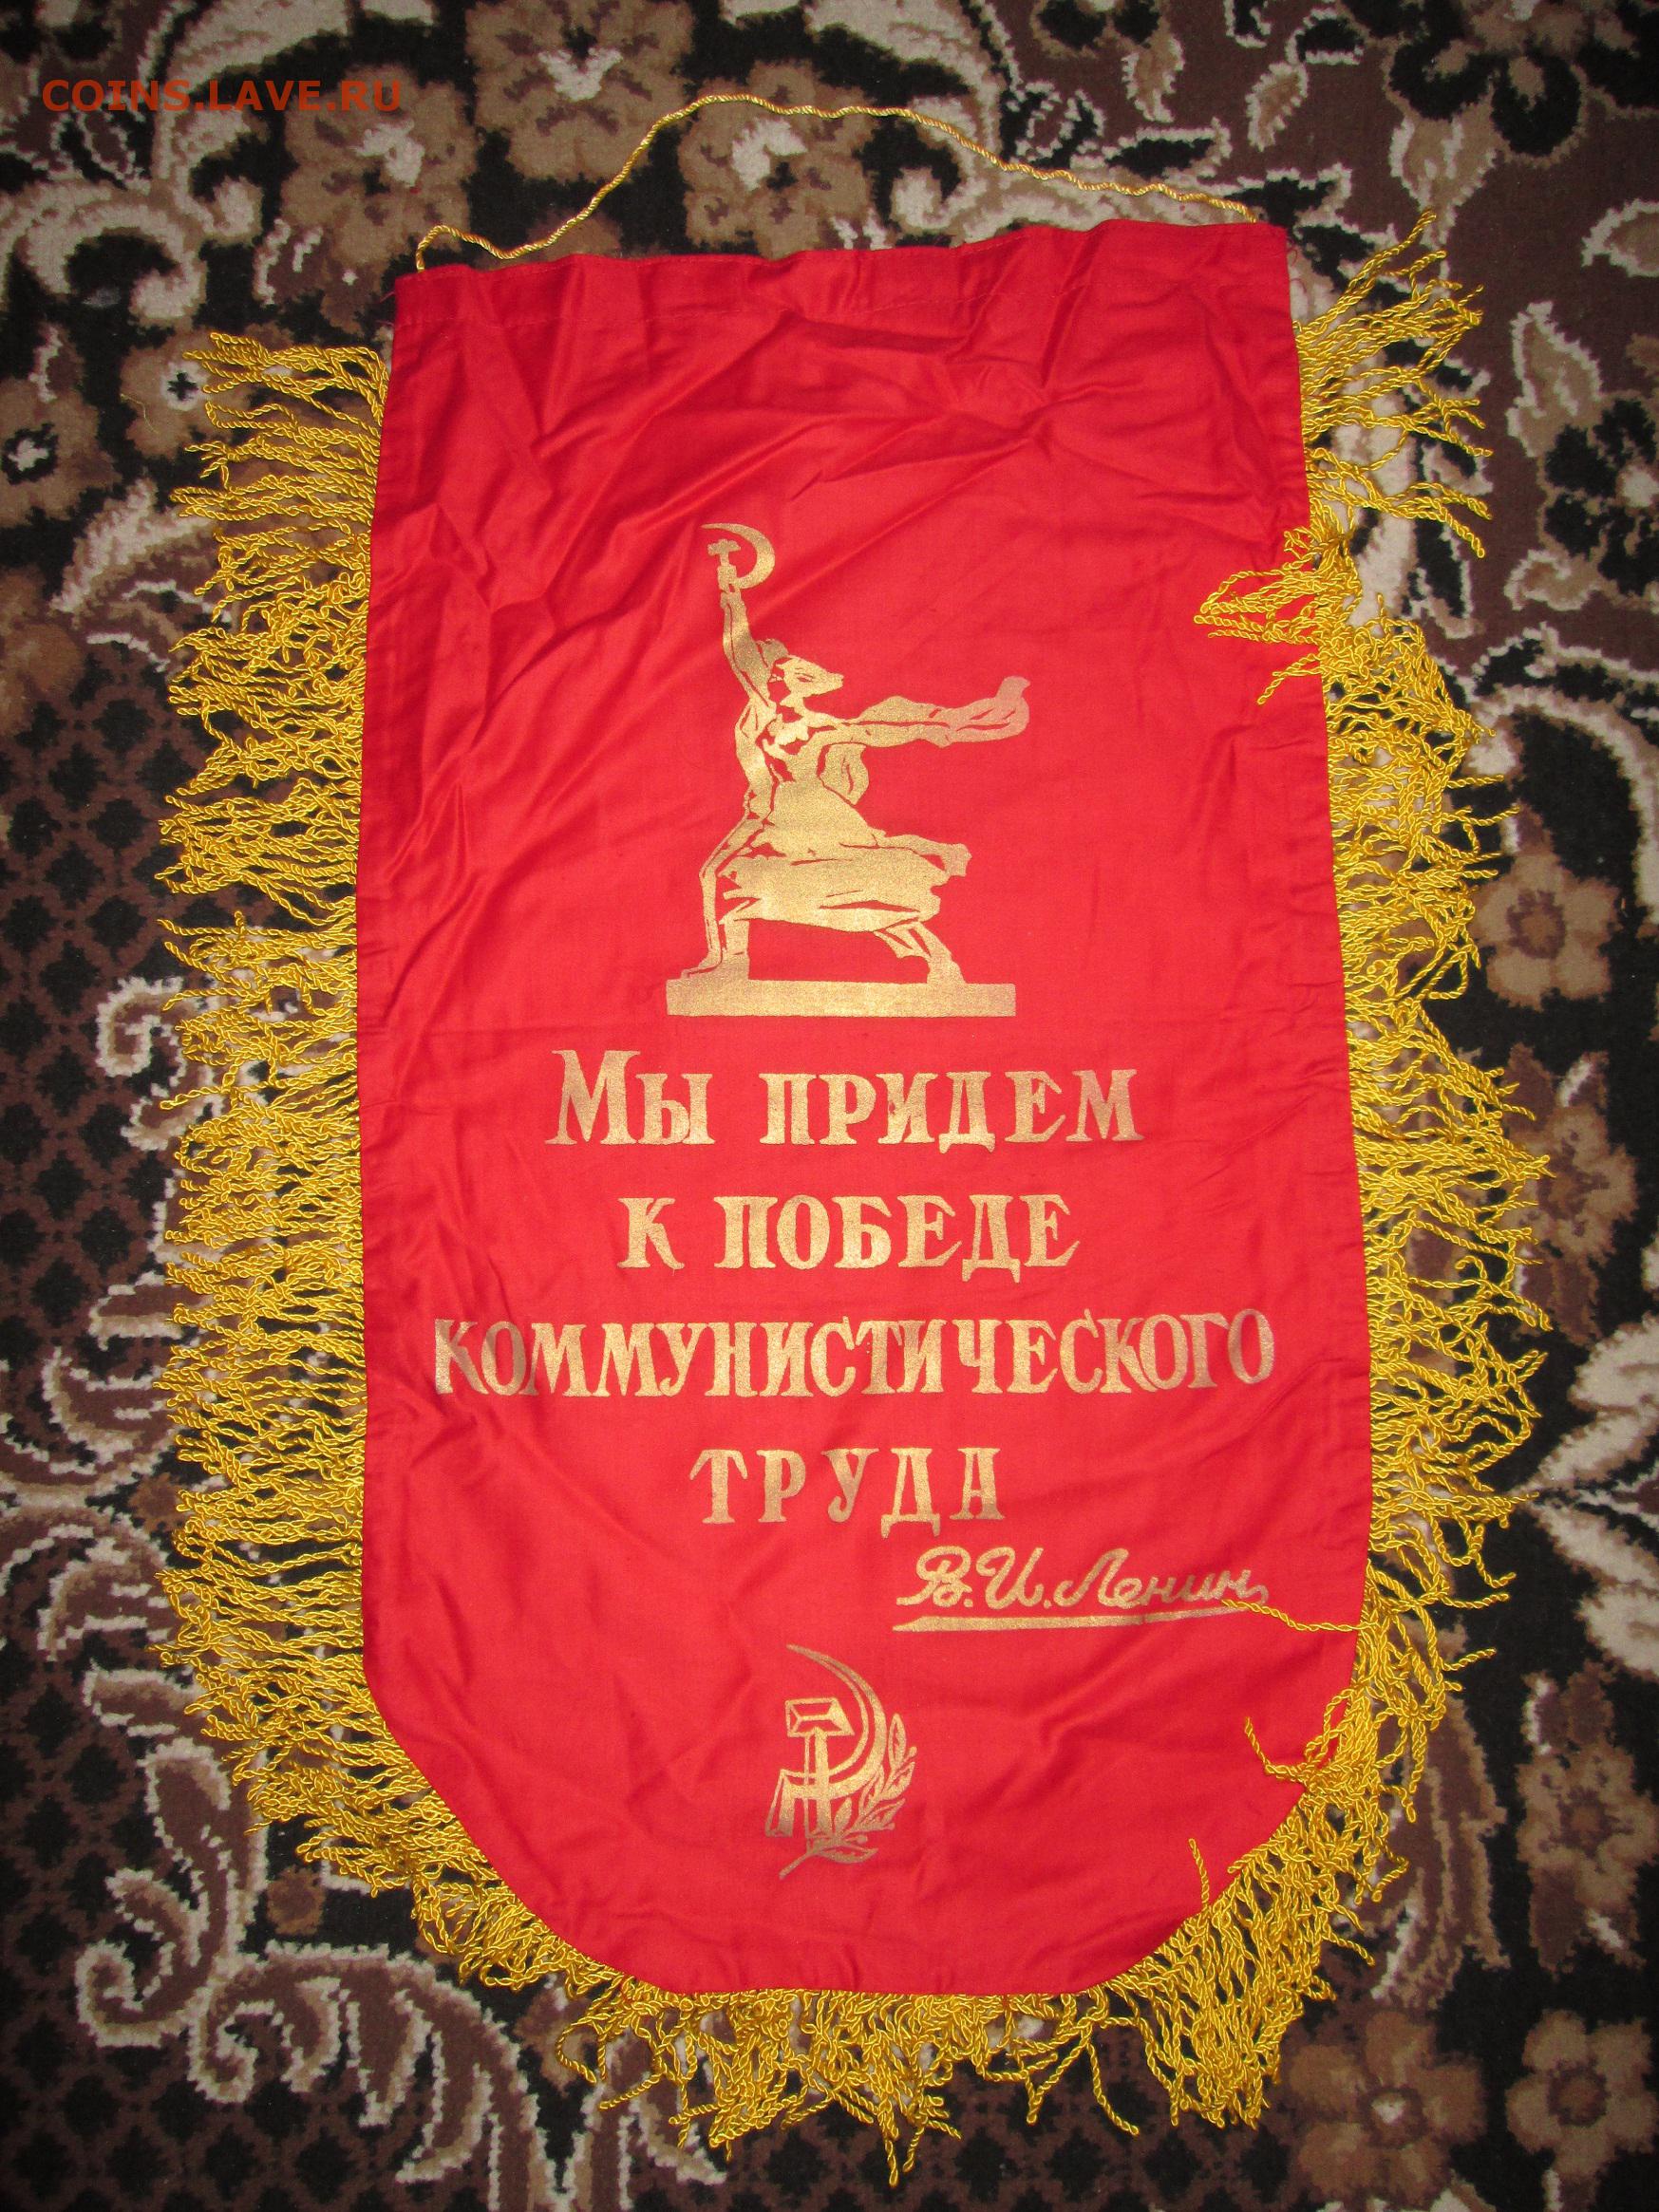 COINS.LAVE.RU
Мы придем
к победе
коммунистического
труда
В.И.Ленин